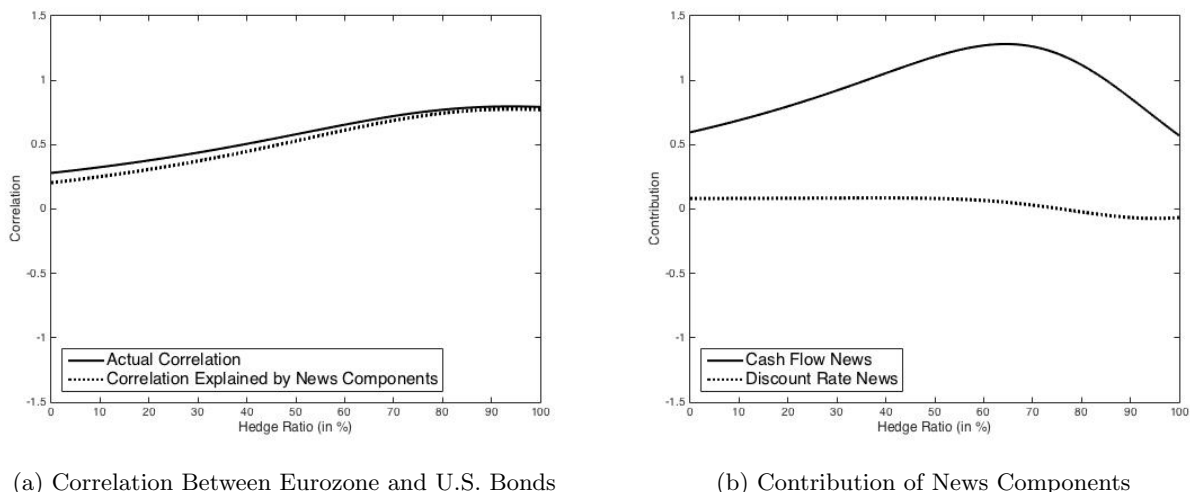 1.5
1
0.5
0
-0.5
-1
-1.5
Correlation
Actual Correlation
Correlation Explained by News Components
0 10 20 30 40 50 60 70 80 90 100
Hedge Ratio (in %)
(a) Correlation Between Eurozone and U.S. Bonds
1.5
1
0.5
0
-0.5
-1
-1.5
Contribution
Cash Flow News
Discount Rate News
0 10 20 30 40 50 60 70 80 90 100
Hedge Ratio (in %)
(b) Contribution of News Components